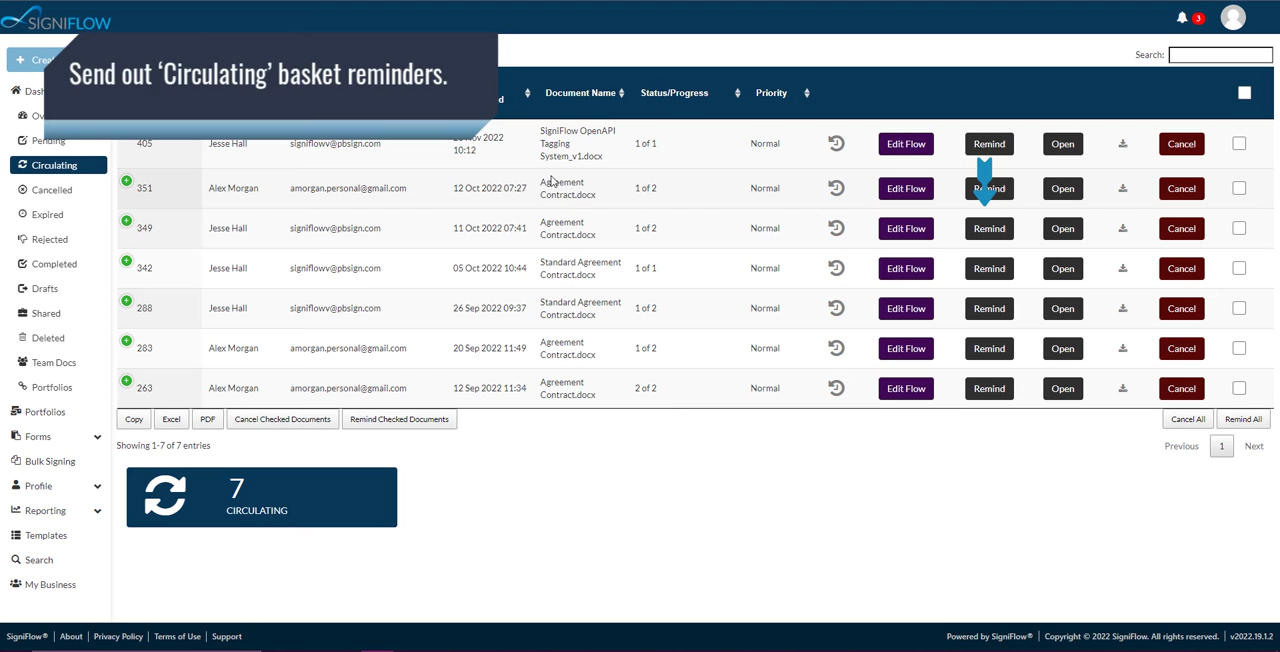 SIGNIFLOW
3
Send out ‘Circulating’ basket reminders.
+
Search:
Document Name
Status/Progress
Priority
405 Jesse Hall signiflowv@pbsign.com Nov 2022 10:12 SigniFlow OpenAPI Tagging System_v1.docx 1 of 1 Normal Edit Flow Remind Open Cancel
351 Alex Morgan amorgan.personal@gmail.com 12 Oct 2022 07:27 Agreement Contract.docx 1 of 2 Normal Edit Flow Remind Open Cancel
349 Jesse Hall signiflowv@pbsign.com 11 Oct 2022 07:41 Agreement Contract.docx 1 of 2 Normal Edit Flow Remind Open Cancel
342 Jesse Hall signiflowv@pbsign.com 05 Oct 2022 10:44 Standard Agreement Contract.docx 1 of 1 Normal Edit Flow Remind Open Cancel
288 Jesse Hall signiflowv@pbsign.com 26 Sep 2022 09:37 Standard Agreement Contract.docx 1 of 2 Normal Edit Flow Remind Open Cancel
283 Alex Morgan amorgan.personal@gmail.com 20 Sep 2022 11:49 Agreement Contract.docx 1 of 2 Normal Edit Flow Remind Open Cancel
263 Alex Morgan amorgan.personal@gmail.com 12 Sep 2022 11:34 Agreement Contract.docx 2 of 2 Normal Edit Flow Remind Open Cancel
Copy Excel PDF Cancel Checked Documents Remind Checked Documents Cancel All Remind All
Showing 1-7 of 7 entries
Previous 1 Next
7
CIRCULATING
Pending
Circulating
Cancelled
Expired
Rejected
Completed
Drafts
Shared
Deleted
Team Docs
Portfolios
Portfolios
Forms
Bulk Signing
Profile
Reporting
Templates
Search
My Business
SigniFlow® | About | Privacy Policy | Terms of Use | Support
Powered by SigniFlow® | Copyright © 2022 SigniFlow. All rights reserved. | v2022.19.1.2